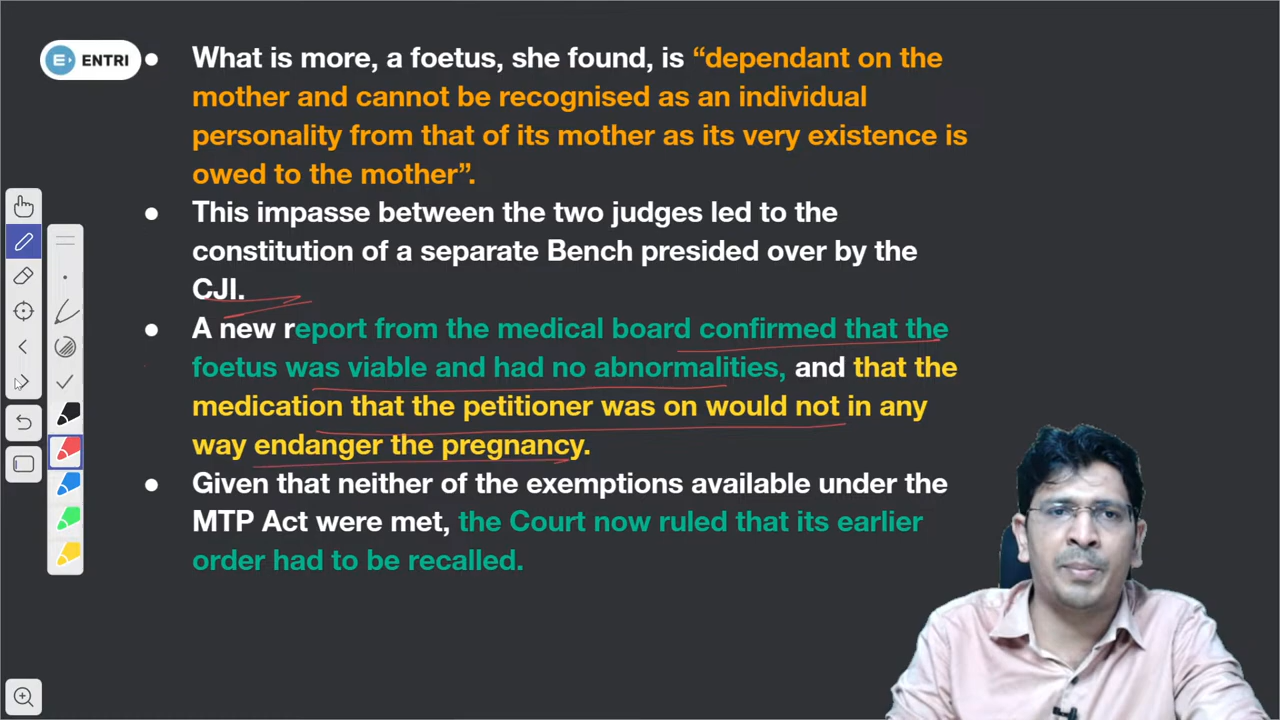 ENTRI
What is more, a foetus, she found, is “dependant on the
mother and cannot be recognised as an individual
personality from that of its mother as its very existence is
owed to the mother”.
This impasse between the two judges led to the
constitution of a separate Bench presided over by the
CJI.
A new report from the medical board confirmed that the
foetus was viable and had no abnormalities, and that the
medication that the petitioner was on would not in any
way endanger the pregnancy.
Given that neither of the exemptions available under the
MTP Act were met, the Court now ruled that its earlier
order had to be recalled.